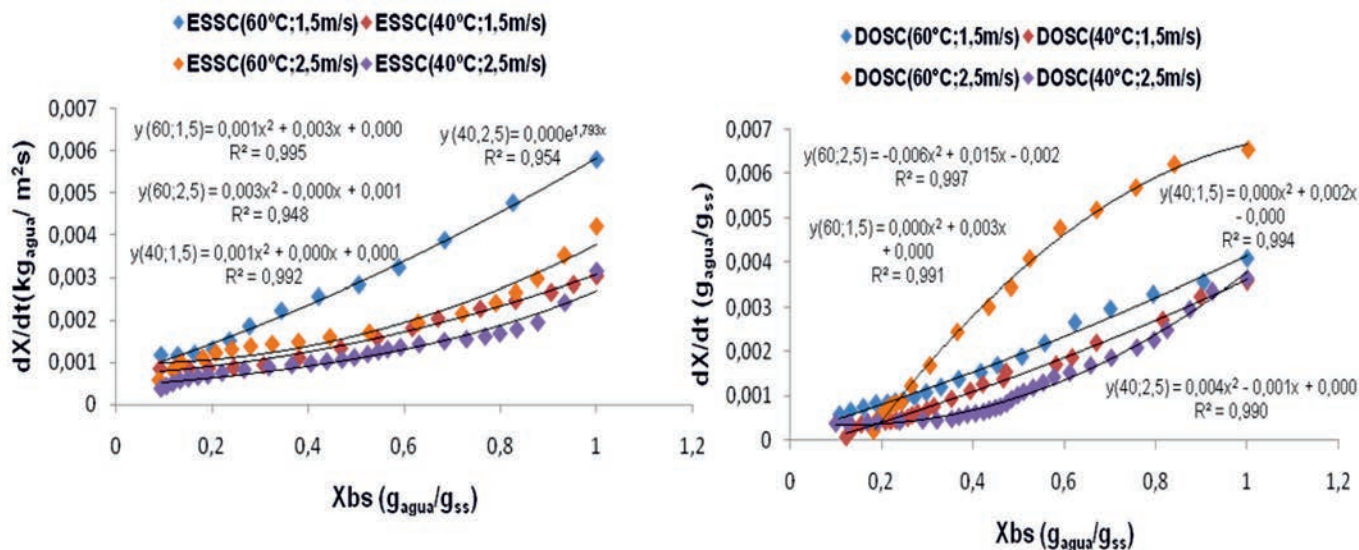 ESSC(60ºC;1,5m/s) ESSC(40ºC;1,5m/s)
ESSC(60ºC;2,5m/s) ESSC(40ºC;2,5m/s)
0,007
0,006
0,005
0,004
0,003
0,002
0,001
0
dX/dt(kgagua/ m²s)
y(60;1,5)= 0,001x² + 0,003x + 0,000
R² = 0,995
y(40;2,5)= 0,000e^1,793x
R² = 0,954
y(60;2,5)= 0,003x² - 0,000x + 0,001
R² = 0,948
y(40;1,5)= 0,001x² + 0,000x + 0,000
R² = 0,992
0 0,2 0,4 0,6 0,8 1 1,2
Xbs (gagua/gss)
DOSC(60°C;1,5m/s) DOSC(40°C;1,5m/s)
DOSC(60°C;2,5m/s) DOSC(40°C;2,5m/s)
0,007
0,006
0,005
0,004
0,003
0,002
0,001
0
dX/dt (gagua/gss)
y(60;2,5)= -0,006x² + 0,015x - 0,002
R² = 0,997
y(40;1,5)= 0,000x² + 0,002x
- 0,000
R² = 0,994
y(60;1,5)= 0,000x² + 0,003x
+ 0,000
R² = 0,991
y(40;2,5)= 0,004x² - 0,001x + 0,000
R² = 0,990
0 0,2 0,4 0,6 0,8 1 1,2
Xbs (gagua/gss)